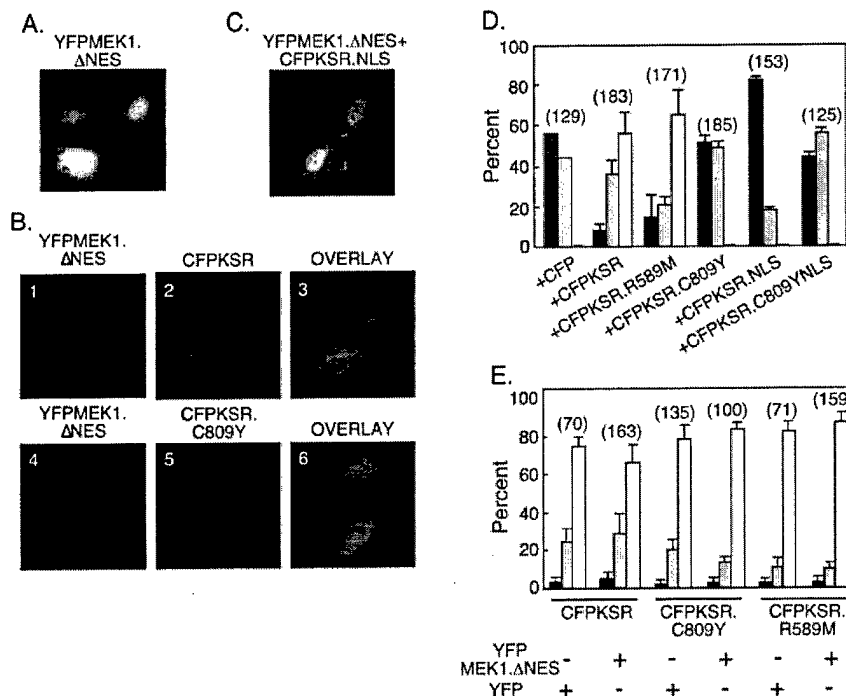 A.
YFPMEK1.
ΔNES
C.
YFPMEK1.ΔNES+
CFPKSR.NLS
B.
YFPMEK1.
ΔNES
CFPKSR
OVERLAY
1
2
3
YFPMEK1.
ΔNES
CFPKSR.
C809Y
OVERLAY
4
5
6
D.
Percent
100
80
60
40
20
0
(129)
(183)
(171)
(185)
(153)
(125)
+CFP
+CFPKSR
+CFPKSR.R589M
+CFPKSR.C809Y
+CFPKSR.NLS
+CFPKSR.C809YNLS
E.
Percent
100
80
60
40
20
0
(70)
(163)
(135)
(100)
(71)
(159)
CFPKSR
CFPKSR.
C809Y
CFPKSR.
R589M
YFP
MEK1.ΔNES - + - + - +
YFP + - + - + -